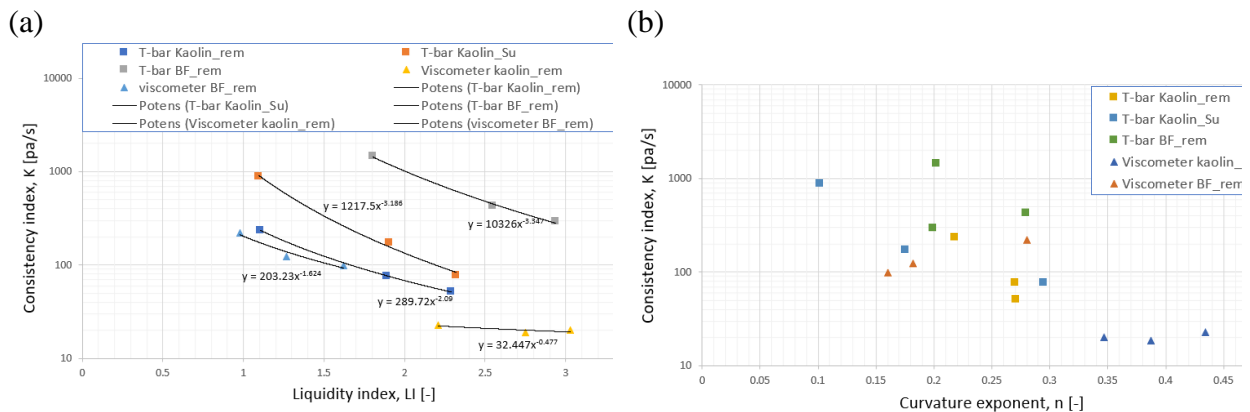 (a)
T-bar Kaolin_rem
T-bar Kaolin_Su
T-bar BF_rem
Viscometer kaolin_rem
viscometer BF_rem
Potens (T-bar Kaolin_rem)
Potens (T-bar Kaolin_Su)
Potens (T-bar BF_rem)
Potens (Viscometer kaolin_rem)
Potens (viscometer BF_rem)
Consistency index, K [pa/s]
10000
1000
100
10
y = 1217.5x^-3.186
y = 10326x^-3.347
y = 203.23x^-1.624
y = 289.72x^-2.09
y = 32.447x^-0.477
0 0.5 1 1.5 2 2.5 3
Liquidity index, LI [-]
(b)
T-bar Kaolin_rem
T-bar Kaolin_Su
T-bar BF_rem
Viscometer kaolin_
Viscometer BF_rem
Consistency index, K [pa/s]
10000
1000
100
10
0 0.05 0.1 0.15 0.2 0.25 0.3 0.35 0.4 0.45
Curvature exponent, n [-]